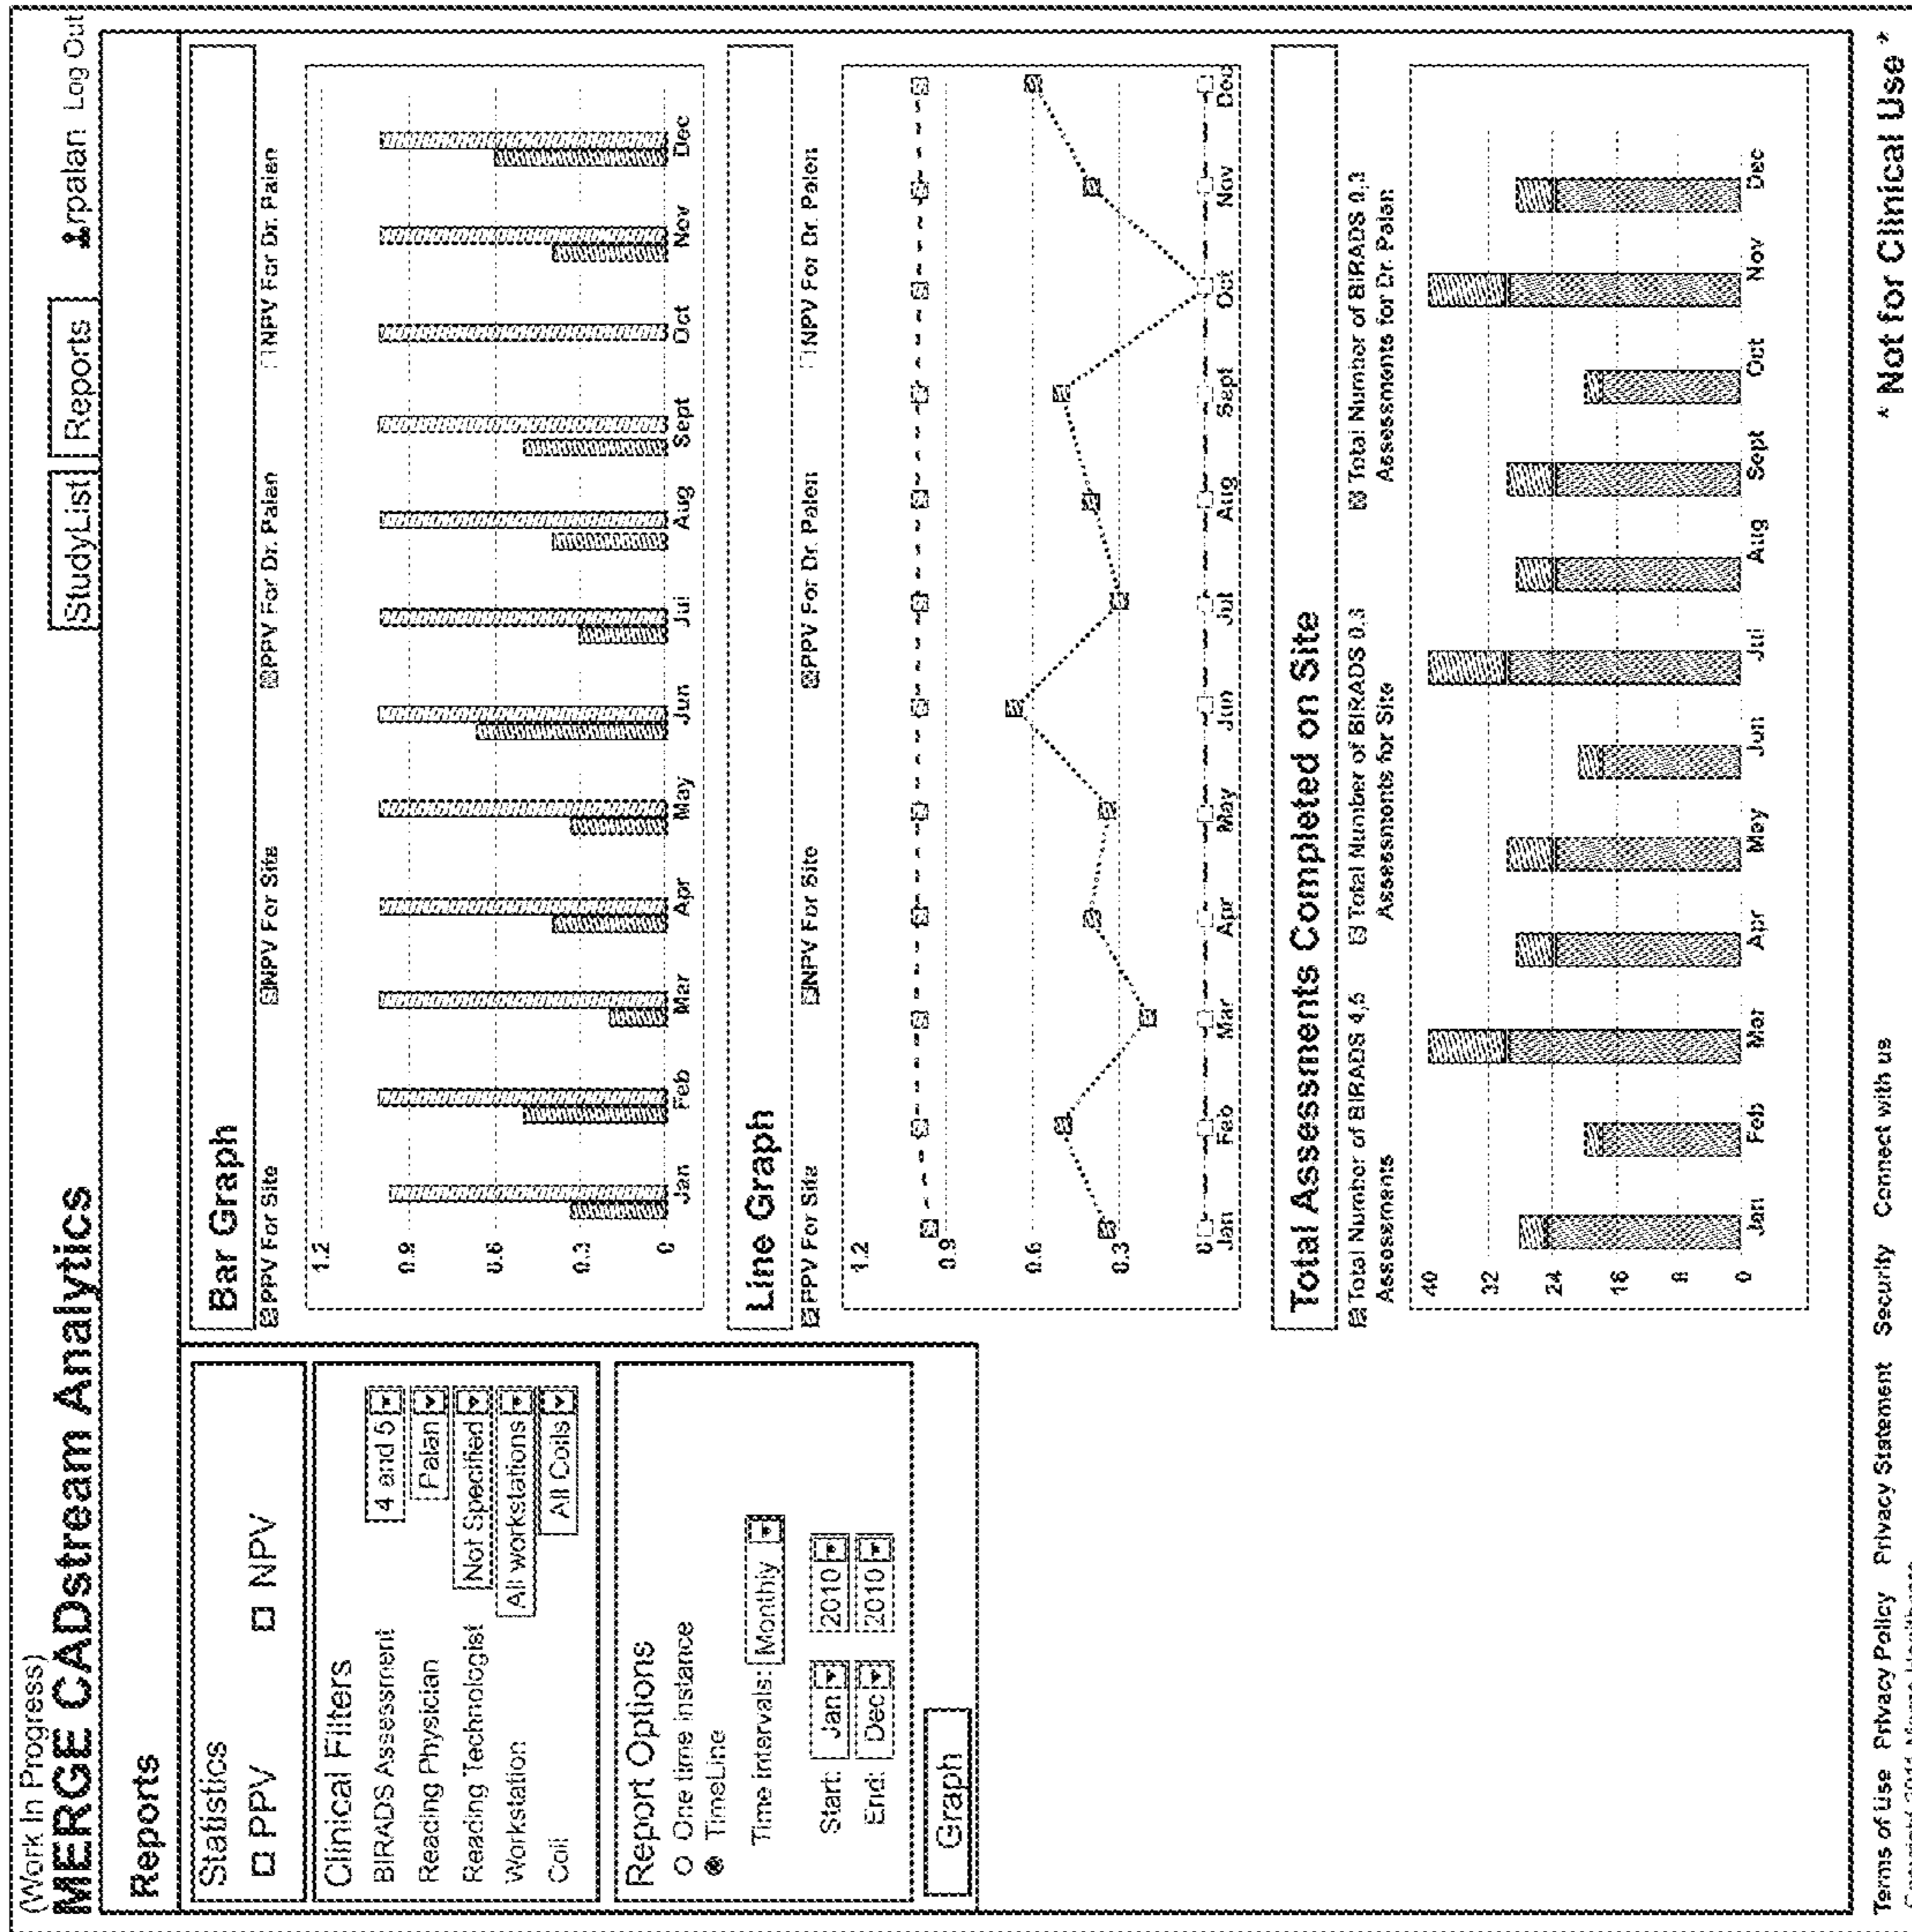 (Work In Progress)
MERGE CADstream Analytics
StudyList Reports rpalan Log Out
Reports
Statistics
PPV NPV
Clinical Filters
BIRADS Assessment 4 and 5
Reading Physician Palan
Reading Technologist Not Specified
Workstation All workstations
Coil All Coils
Report Options
One time instance
TimeLine
Time Intervals: Monthly
Start: Jan 2010
End: Dec 2010
Graph
Bar Graph
PPV For Site NPV For Site PPV For Dr. Palen NPV For Dr. Palen
1.2
0.9
0.6
0.3
0
Jan Feb Mar Apr May Jun Jul Aug Sept Oct Nov Dec
Line Graph
PPV For Site NPV For Site PPV For Dr. Palen NPV For Dr. Palen
1.2
0.9
0.6
0.3
0
Jan Feb Mar Apr May Jun Jul Aug Sept Oct Nov Dec
Total Assessments Completed on Site
Total Number of BIRADS 4,5 Total Number of BIRADS 0,3 Total Number of BIRADS 0,3
Assessments Assessments for Site Assessments for Dr. Palan
40
32
24
16
8
0
Jan Feb Mar Apr May Jun Jul Aug Sept Oct Nov Dec
Terms of Use Privacy Policy Privacy Statement Security Connect with us
* Not for Clinical Use *